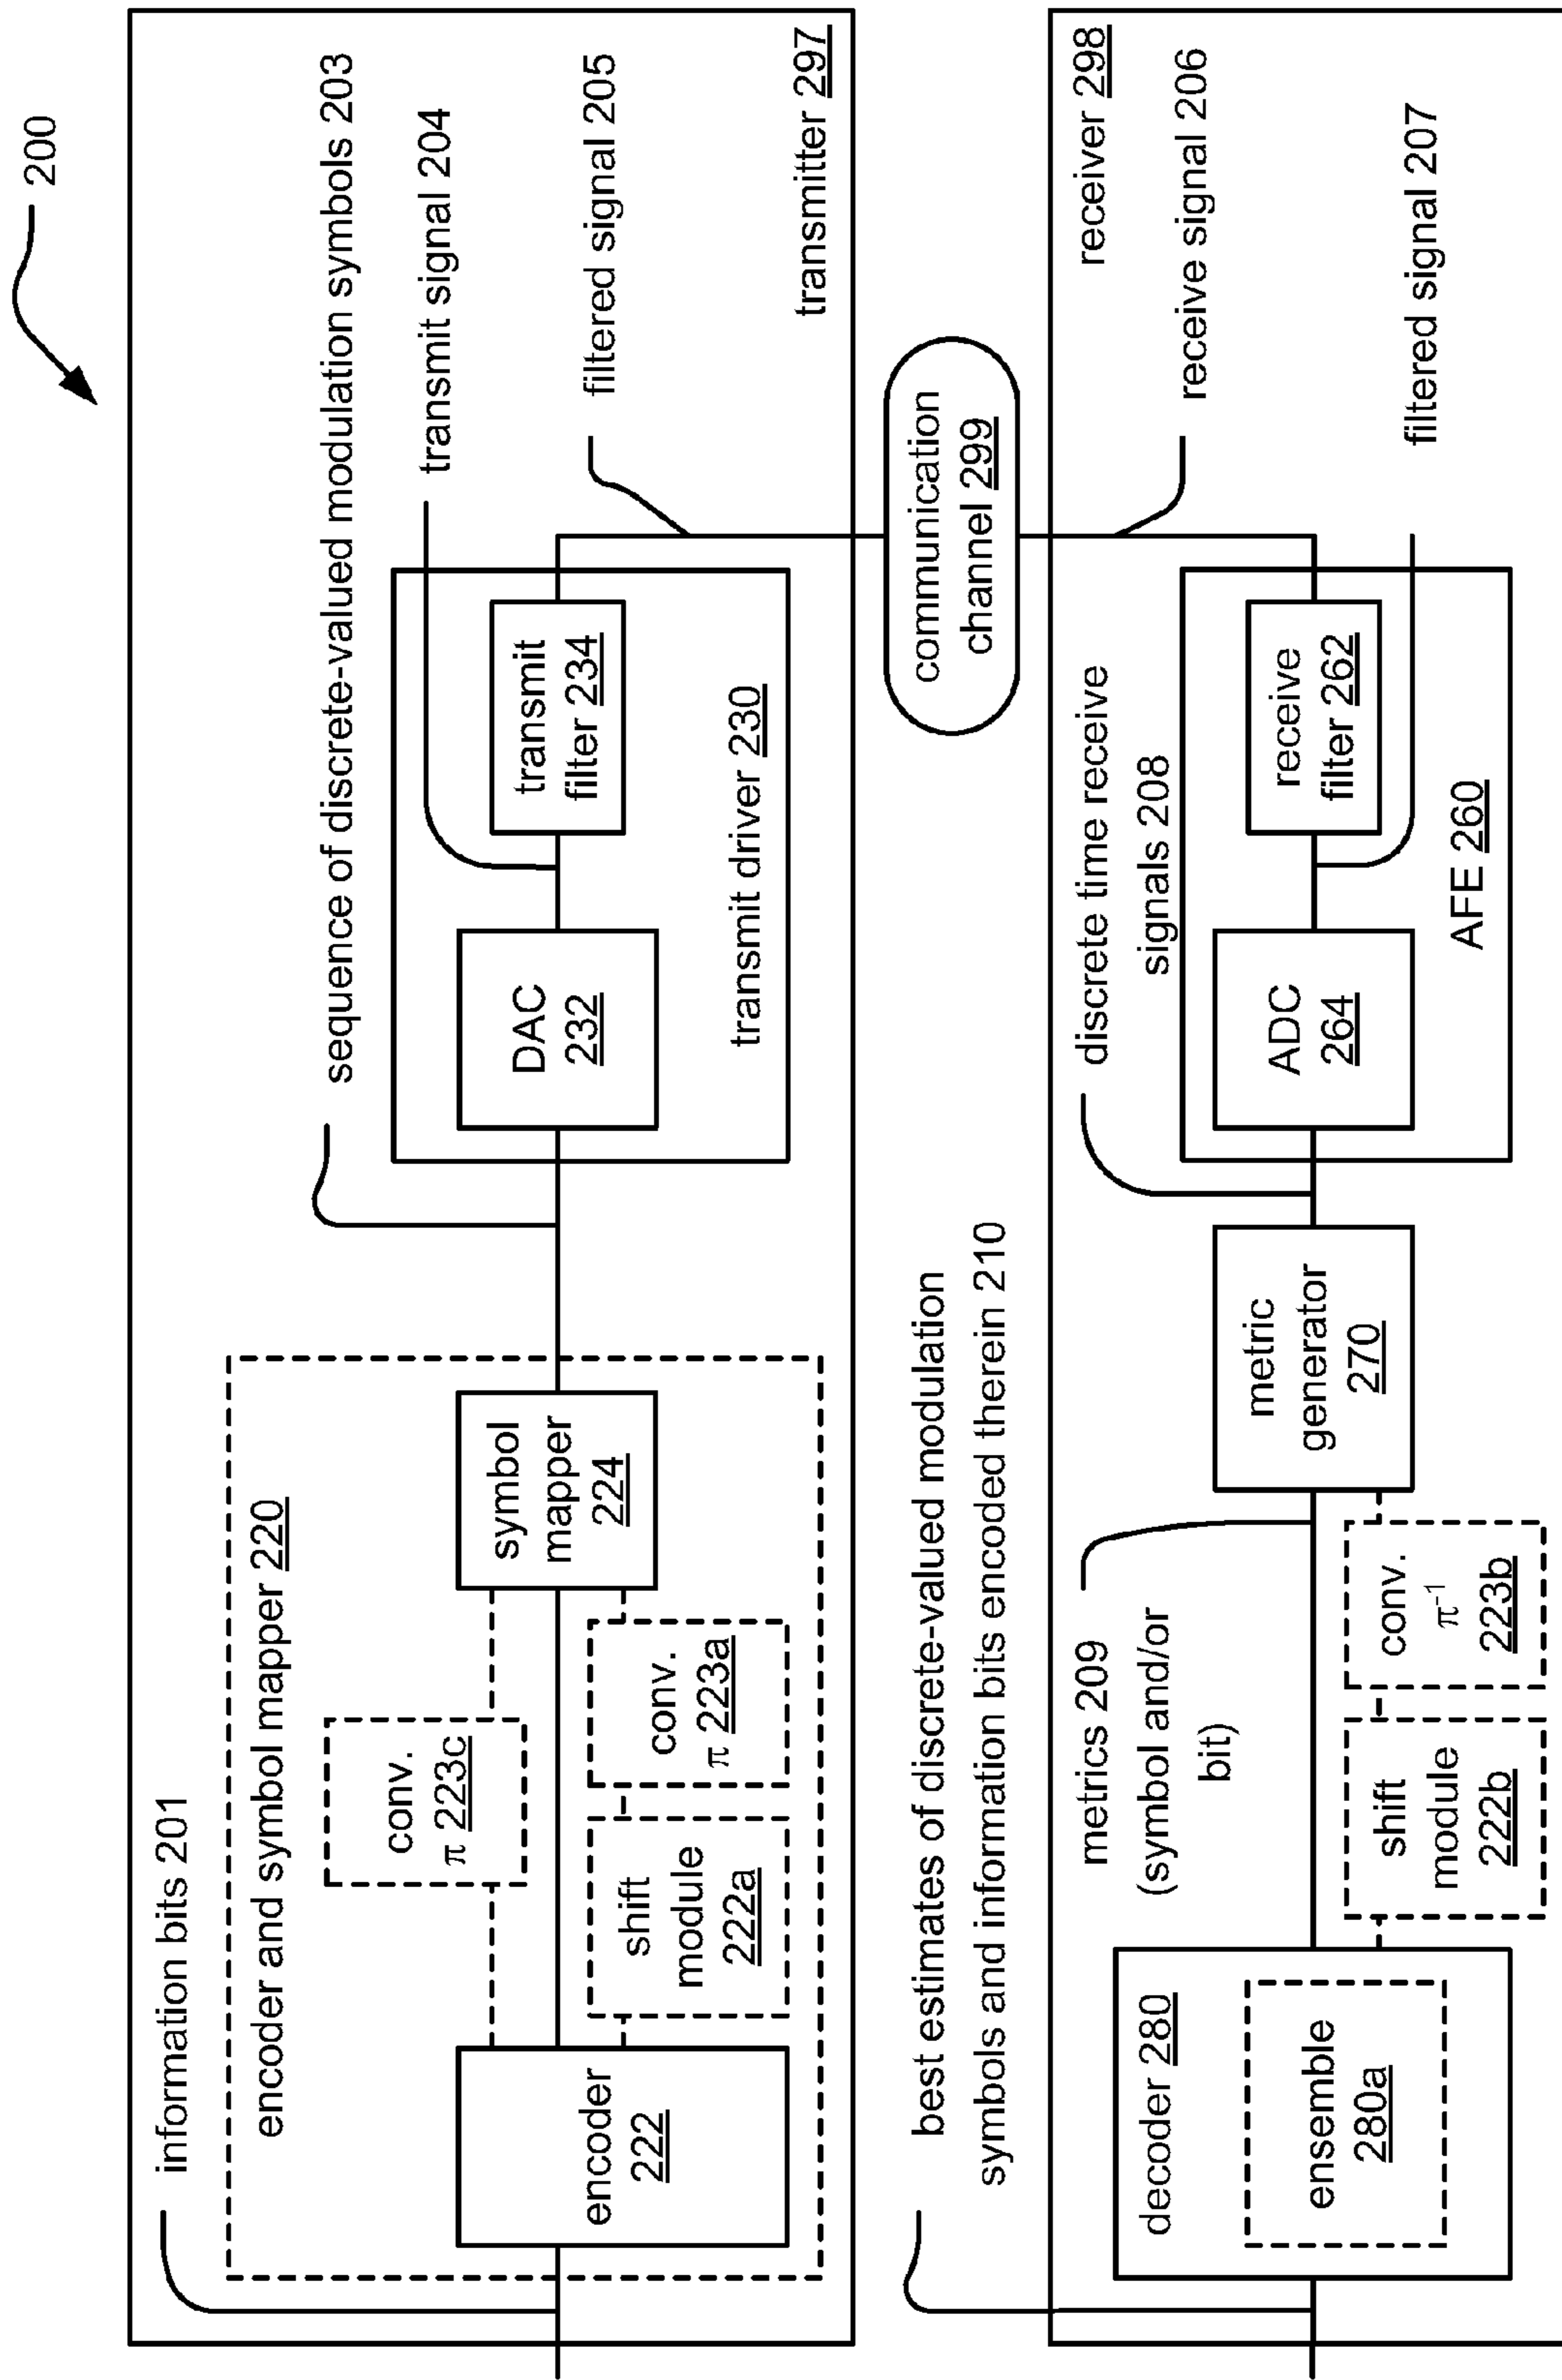 200
information bits 201
encoder and symbol mapper 220
conv.
π 223c
encoder
222
shift
module
222a
conv.
π 223a
symbol
mapper
224
sequence of discrete-valued modulation symbols 203
transmit signal 204
DAC
232
transmit
filter 234
transmit driver 230
filtered signal 205
transmitter 297
communication
channel 299
best estimates of discrete-valued modulation
symbols and information bits encoded therein 210
decoder 280
ensemble
280a
metrics 209
(symbol and/or
bit)
shift
module
222b
conv.
π-1
223b
metric
generator
270
discrete time receive
signals 208
ADC
264
receive
filter 262
AFE 260
receiver 298
receive signal 206
filtered signal 207